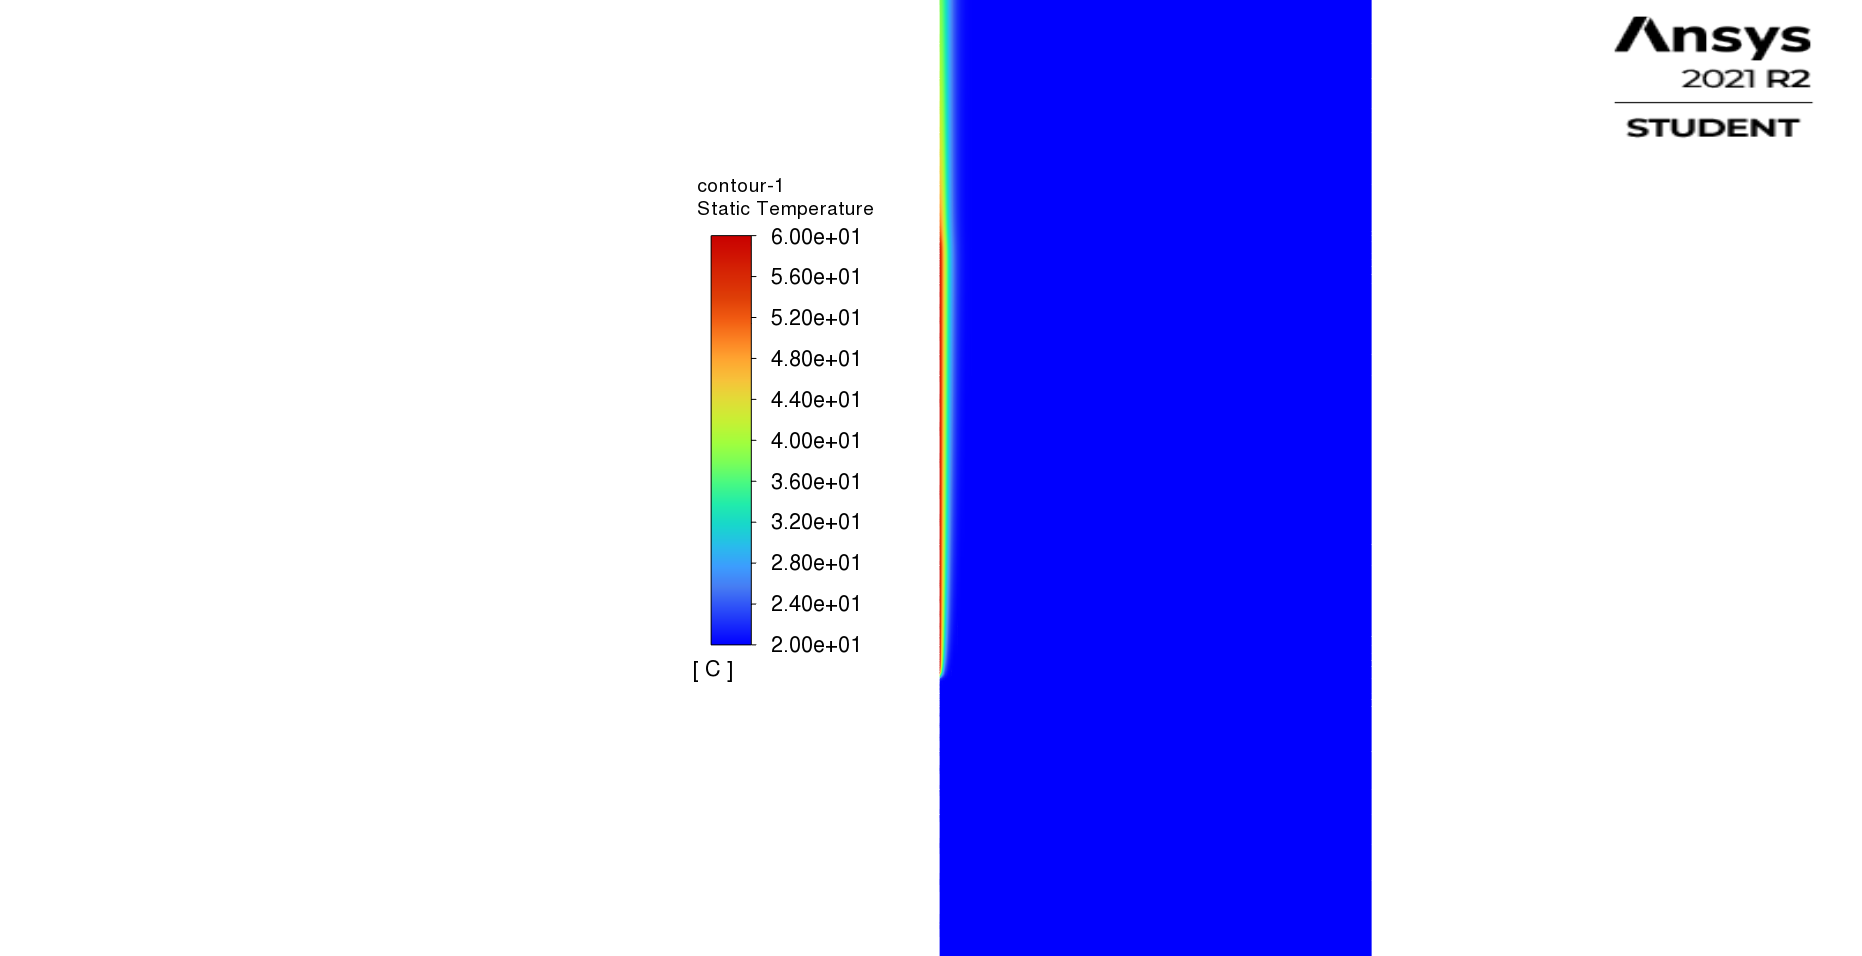 Ansys
2021 R2
STUDENT
contour-1
Static Temperature
6.00e+01
5.60e+01
5.20e+01
4.80e+01
4.40e+01
4.00e+01
3.60e+01
3.20e+01
2.80e+01
2.40e+01
2.00e+01
[ C ]